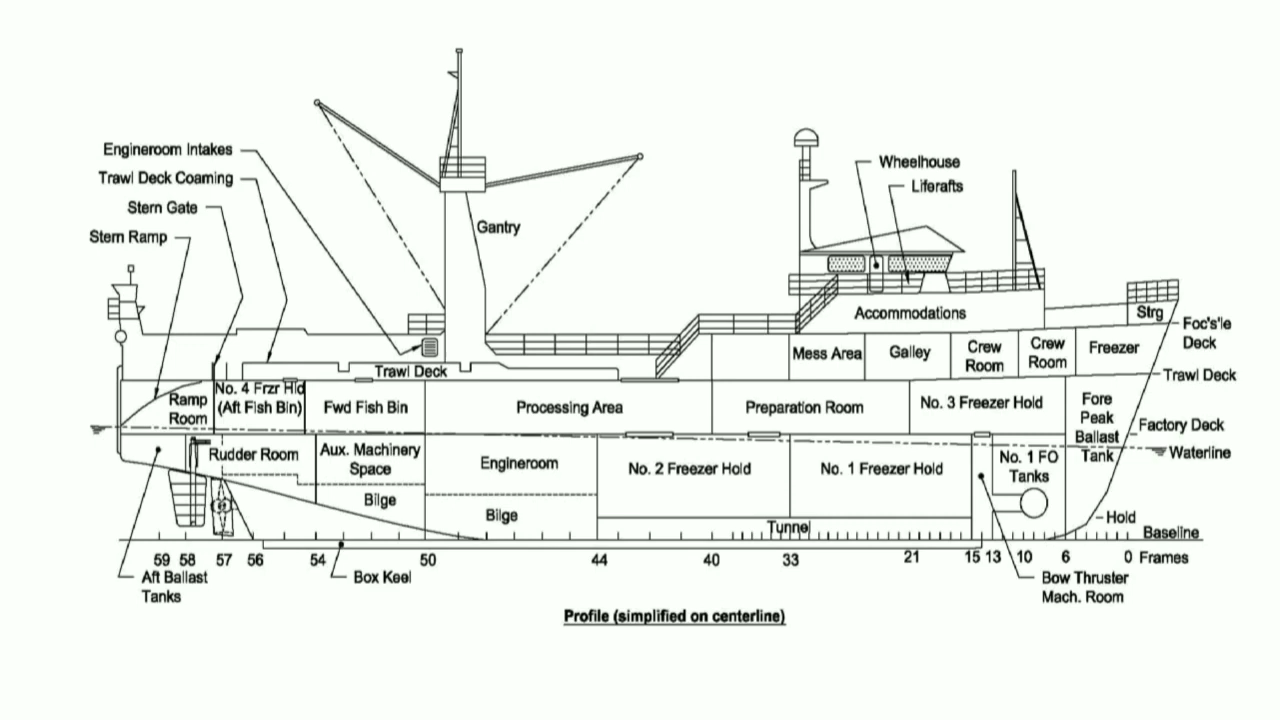 Engineroom Intakes
Wheelhouse
Trawl Deck Coaming
Liferafts
Stern Gate
Gantry
Stern Ramp
Accommodations
Strg
Foc's'le
Deck
Mess Area
Galley
Crew
Room
Crew
Room
Freezer
Trawl Deck
Trawl Deck
No. 4 Frzr Hld
(Aft Fish Bin)
Ramp
Room
Fwd Fish Bin
Processing Area
Preparation Room
No. 3 Freezer Hold
Fore
Peak
Ballast
Tank
Factory Deck
Waterline
Rudder Room
Aux. Machinery
Space
Engineroom
No. 2 Freezer Hold
No. 1 Freezer Hold
No. 1 FO
Tanks
Bilge
Bilge
Tunnel
Hold
Baseline
59 58 57 56 54 50 44 40 33 21 15 13 10 6 0 Frames
Aft Ballast
Tanks
Box Keel
Bow Thruster
Mach. Room
Profile (simplified on centerline)